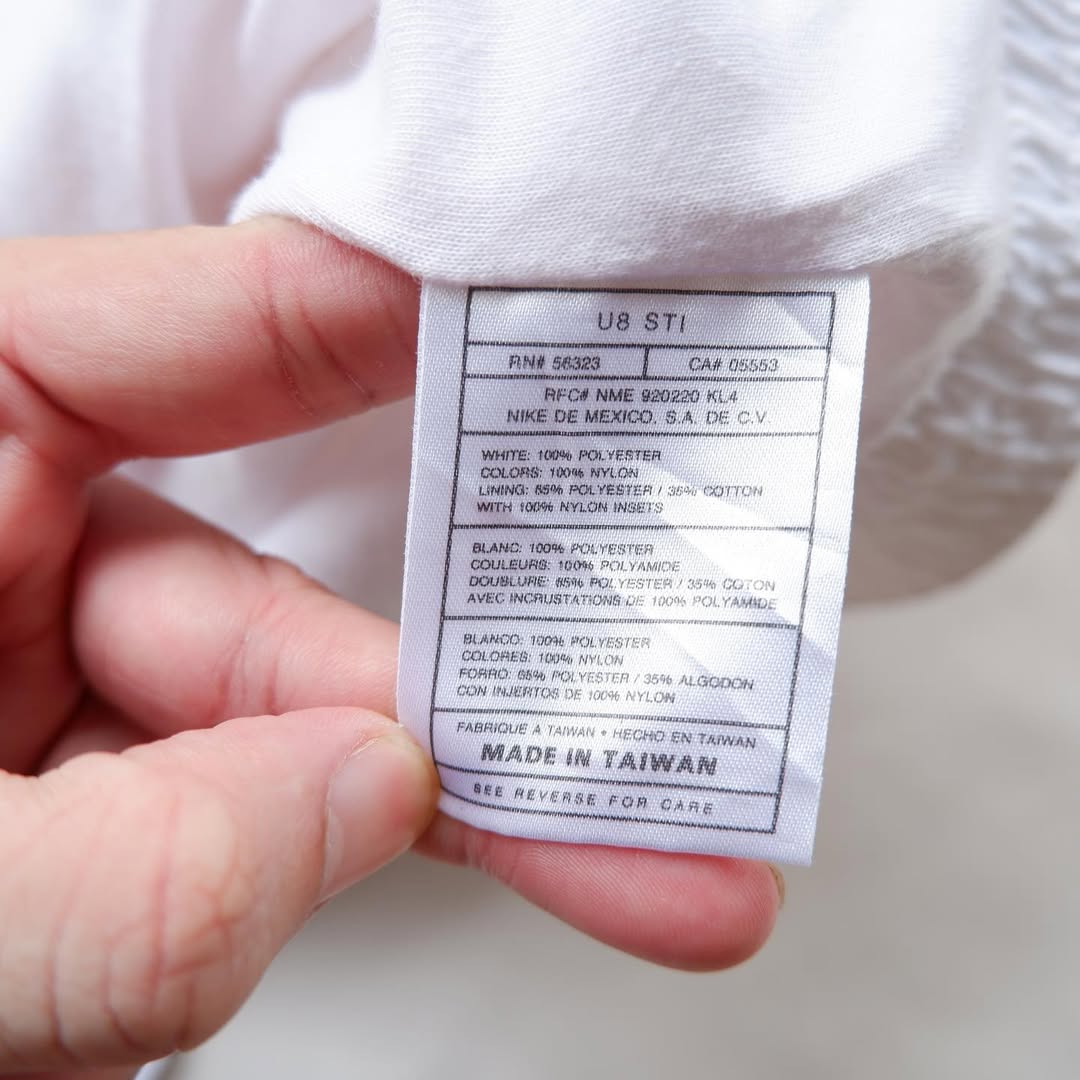 U8 STI
RN# 56323 CA# 05553
RFC# NME 920220 KL4
NIKE DE MEXICO. S.A. DE C.V.
WHITE: 100% POLYESTER
COLORS: 100% NYLON
LINING: 65% POLYESTER / 35% COTTON
WITH 100% NYLON INSETS
BLANC: 100% POLYESTER
COULEURS: 100% POLYAMIDE
DOUBLURE: 65% POLYESTER / 35% COTON
AVEC INCRUSTATIONS DE 100% POLYAMIDE
BLANCO: 100% POLYESTER
COLORES: 100% NYLON
FORRO: 65% POLYESTER / 35% ALGODON
CON INJERTOS DE 100% NYLON
FABRIQUE A TAIWAN • HECHO EN TAIWAN
MADE IN TAIWAN
SEE REVERSE FOR CARE